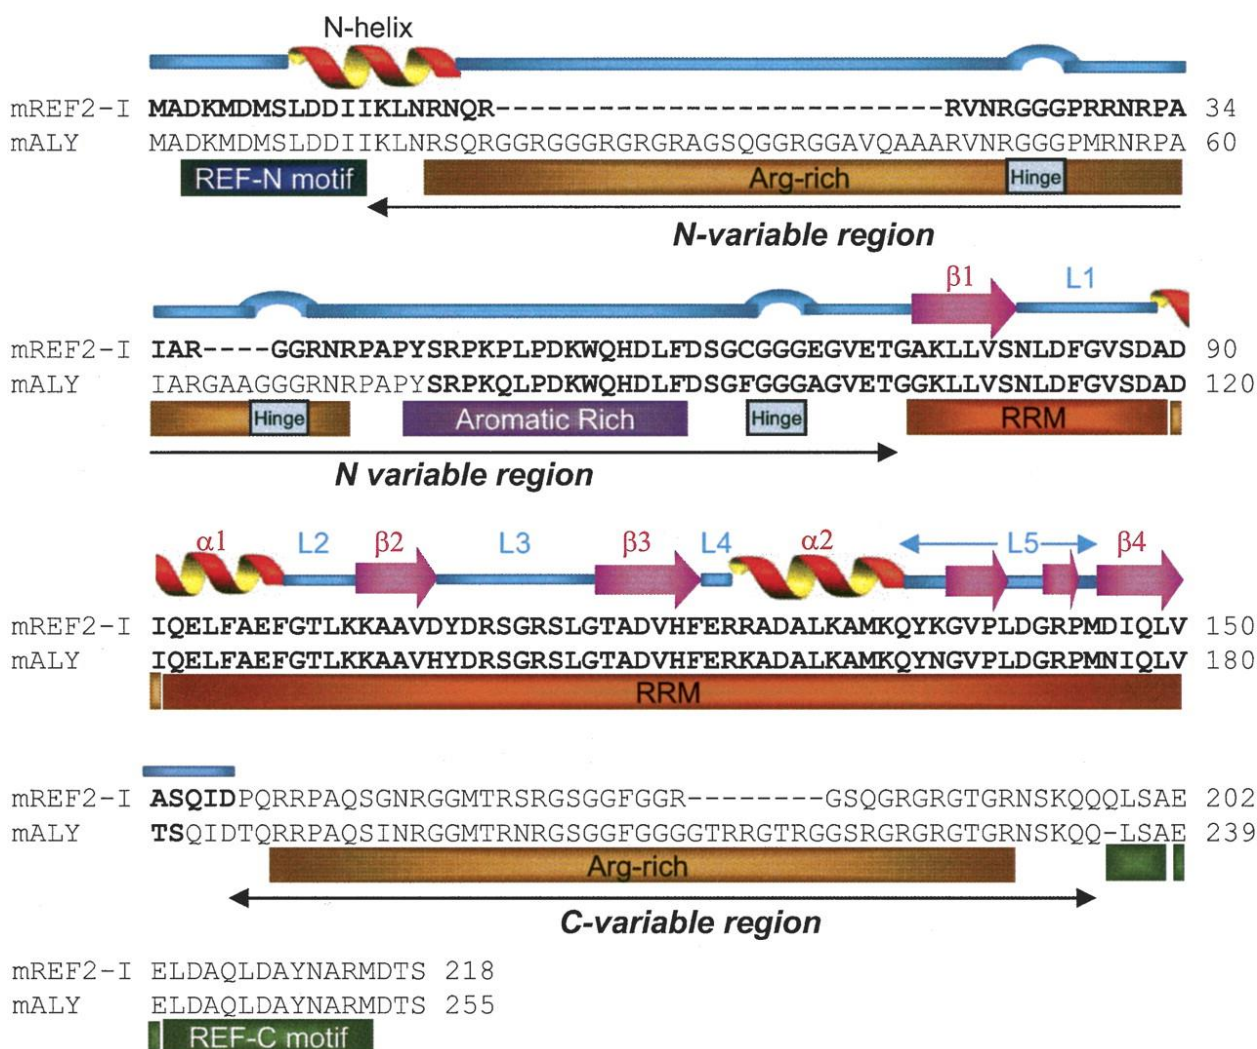 N-helix
mREF2-I MADKMDMSLDDIIKLNRNQR------------------------RVNRGGGPRRNRPA 34
mALY MADKMDMSLDDIIKLNRSQRGGRGGGRGRGRAGSQGGRGGAVQAAARVNRGGGPMRNRPA 60
REF-N motif Arg-rich Hinge
N-variable region
β1 L1
mREF2-I IAR----GGRNRPAPYSRPKPLPDKWQHDLFDSGCGGGEGVETGAKLLVSNLDFGVSDAD 90
mALY IARGAAGGGRNRPAPYSRPKQLPDKWQHDLFDSGFGGGAGVETGGKLLVSNLDFGVSDAD 120
Hinge Aromatic Rich Hinge RRM
N variable region
α1 L2 β2 L3 β3 L4 α2 L5 β4
mREF2-I IQELFAEFGTLKKAAVDYDRSGRSLGTADVHFERRADALKAMKQYKGVPLDGRPMDIQLV 150
mALY IQELFAEFGTLKKAAVHYDRSGRSLGTADVHFERKADALKAMKQYNGVPLDGRPMNIQLV 180
RRM
mREF2-I ASQIDPQRRPAQSGNRGGMTRSRGSGGFGGR--------GSQGRGRGTGRNSKQQQLSAE 202
mALY TSQIDTQRRPAQSINRGGMTRNRGSGGFGGGGTRRGTRGGSRGRGRGTGRNSKQQ-LSAE 239
Arg-rich
C-variable region
mREF2-I ELDAQLDAYNARMDTS 218
mALY ELDAQLDAYNARMDTS 255
REF-C motif